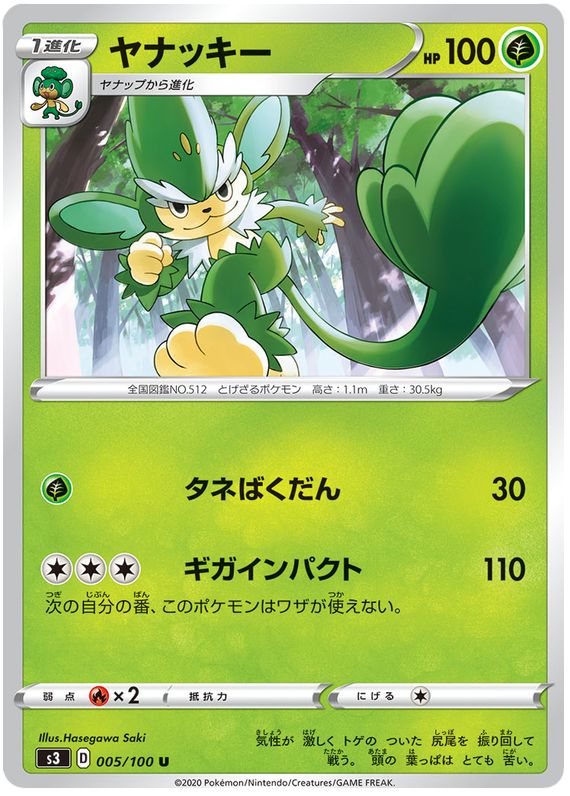 1進化 ヤナッキー HP100
ヤナップから進化
全国図鑑NO.512 とげざるポケモン 高さ:1.1m 重さ:30.5kg
タネばくだん 30
ギガインパクト 110
次の自分の番、このポケモンはワザが使えない。
弱点 ×2 抵抗力 にげる
Illus.Hasegawa Saki
気性が 激しく トゲの ついた 尻尾を 振り回して
戦う。 頭の 葉っぱは とても 苦い。
s3 D 005/100 U
©2020 Pokémon/Nintendo/Creatures/GAME FREAK.